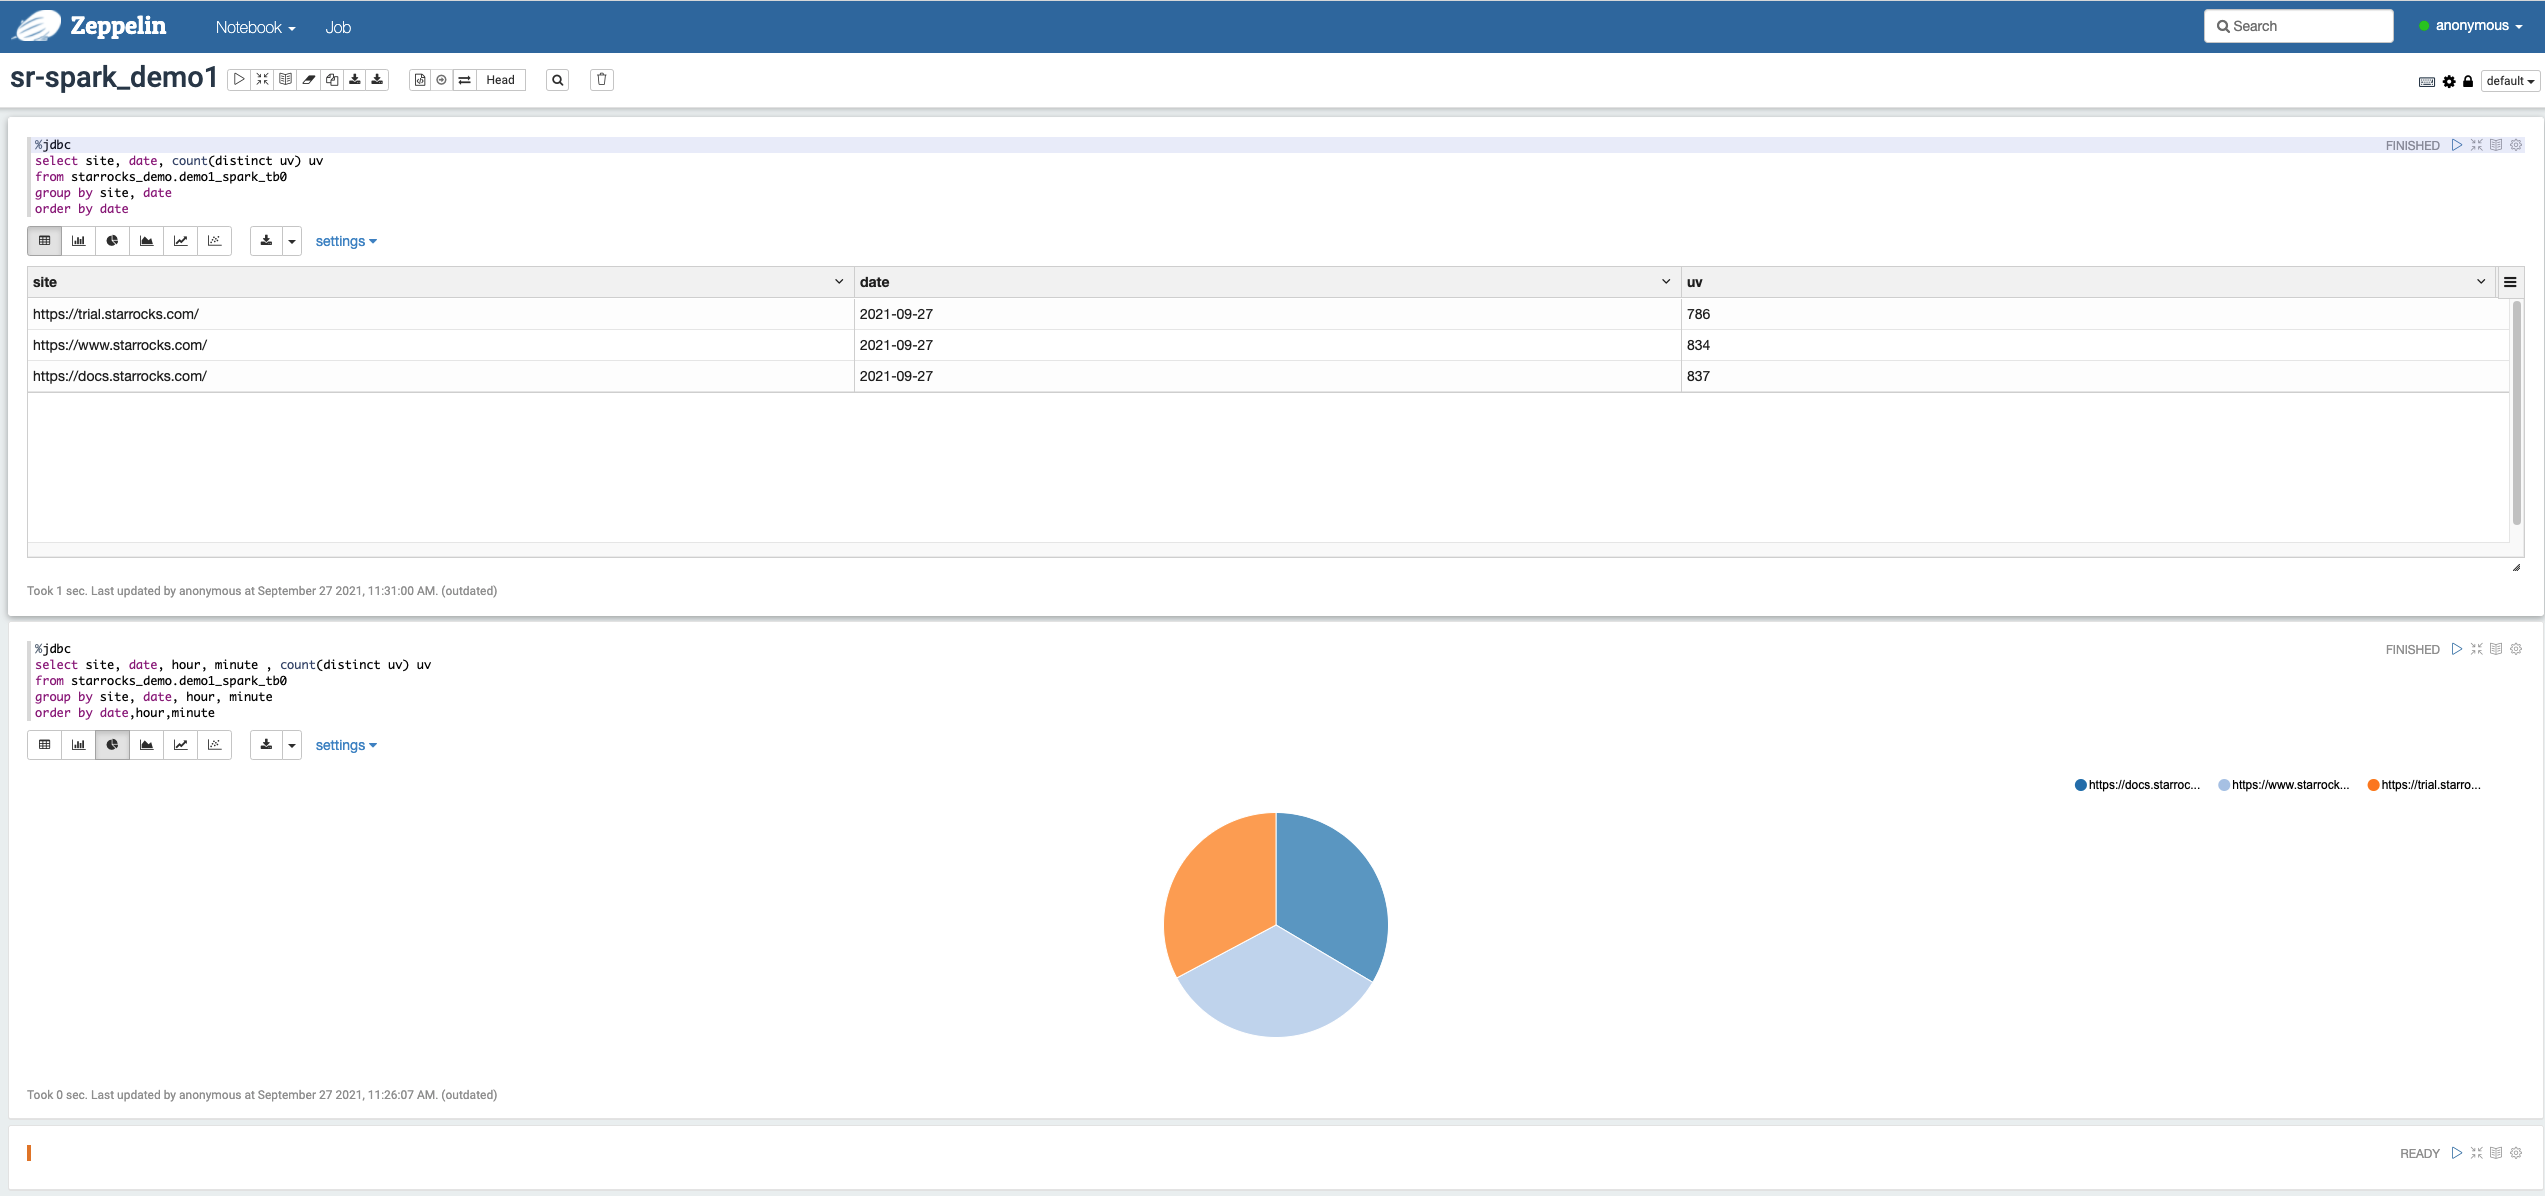 Zeppelin Notebook Job Search anonymous
sr-spark_demo1 Head default
%jdbc FINISHED
select site, date, count(distinct uv) uv
from starrocks_demo.demo1_spark_tb0
group by site, date
order by date
settings
site date uv
https://trial.starrocks.com/ 2021-09-27 786
https://www.starrocks.com/ 2021-09-27 834
https://docs.starrocks.com/ 2021-09-27 837
Took 1 sec. Last updated by anonymous at September 27 2021, 11:31:00 AM. (outdated)
%jdbc FINISHED
select site, date, hour, minute , count(distinct uv) uv
from starrocks_demo.demo1_spark_tb0
group by site, date, hour, minute
order by date,hour,minute
settings
https://docs.starroc... https://www.starrock... https://trial.starro...
Took 0 sec. Last updated by anonymous at September 27 2021, 11:26:07 AM. (outdated)
READY